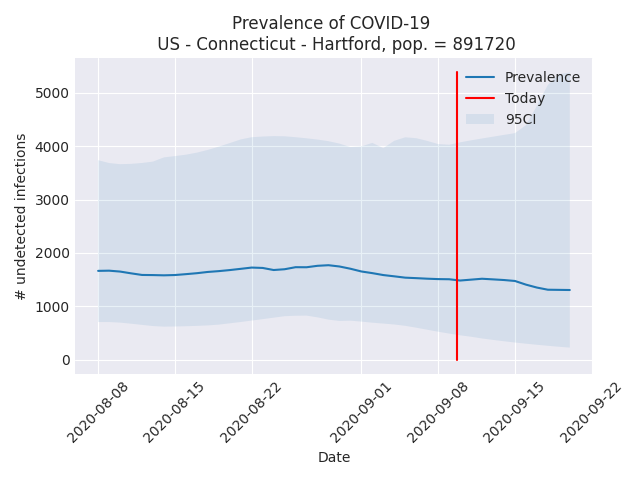 Prevalence of COVID-19
US - Connecticut - Hartford, pop. = 891720
Prevalence
Today
95CI
# undetected infections
5000
4000
3000
2000
1000
0
2020-08-08
2020-08-15
2020-08-22
2020-09-01
2020-09-08
2020-09-15
2020-09-22
Date